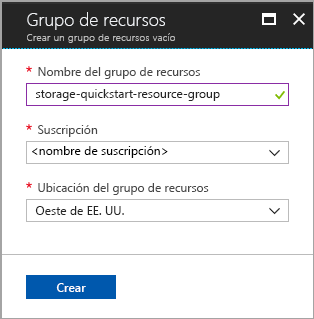 Grupo de recursos
Crear un grupo de recursos vacío
* Nombre del grupo de recursos
storage-quickstart-resource-group
* Suscripción
<nombre de suscripción>
* Ubicación del grupo de recursos
Oeste de EE. UU.
Crear